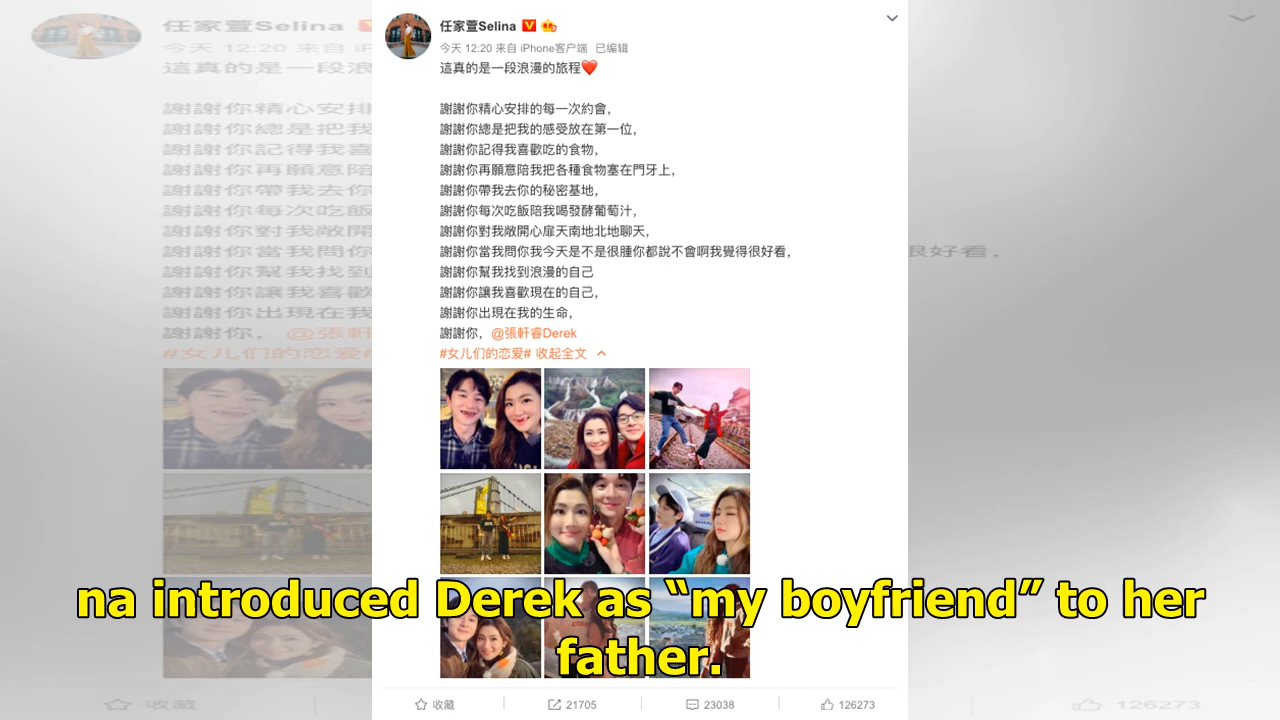 任家萱Selina
今天 12:20 来自 iPhone客户端 已编辑
這真的是一段浪漫的旅程❤️
謝謝你精心安排的每一次約會,
謝謝你總是把我的感受放在第一位,
謝謝你記得我喜歡吃的食物,
謝謝你再願意陪我把各種食物塞在門牙上,
謝謝你帶我去你的秘密基地,
謝謝你每次吃飯陪我喝發酵葡萄汁,
謝謝你對我敞開心扉天南地北地聊天,
謝謝你當我問你我今天是不是很腫你都說不會啊我覺得很好看,
謝謝你幫我找到浪漫的自己
謝謝你讓我喜歡現在的自己,
謝謝你出現在我的生命,
謝謝你, @張軒睿Derek
#女儿们的恋爱# 收起全文
na introduced Derek as “my boyfriend” to her
father.
收藏 21705 23038 126273